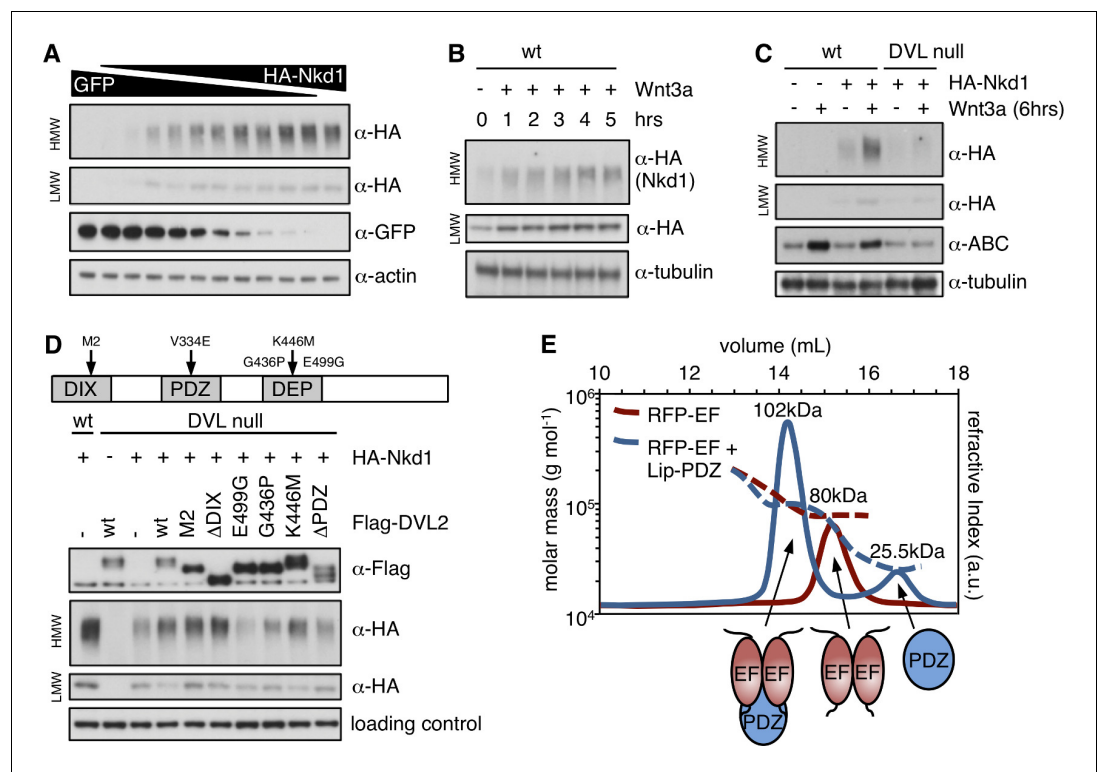 A
GFP
HA-Nkd1
HMW
α-HA
LMW
α-HA
α-GFP
α-actin
B
wt
- + + + + + Wnt3a
0 1 2 3 4 5 hrs
HMW
α-HA
(Nkd1)
LMW
α-HA
α-tubulin
C
wt DVL null
- - + + + + HA-Nkd1
- + - + - + Wnt3a (6hrs)
HMW
α-HA
LMW
α-HA
α-ABC
α-tubulin
D
M2 V334E K446M
G436P E499G
DIX PDZ DEP
wt DVL null
+ - + + + + + + + + HA-Nkd1
- wt - wt M2 ΔDIX E499G G436P K446M ΔPDZ Flag-DVL2
α-Flag
HMW
α-HA
LMW
α-HA
loading control
E
volume (mL)
10 12 14 16 18
10⁶
10⁵
10⁴
molar mass (g mol⁻¹)
refractive Index (a.u.)
RFP-EF
RFP-EF +
Lip-PDZ
102kDa
80kDa
25.5kDa
EF EF
PDZ
EF EF
PDZ